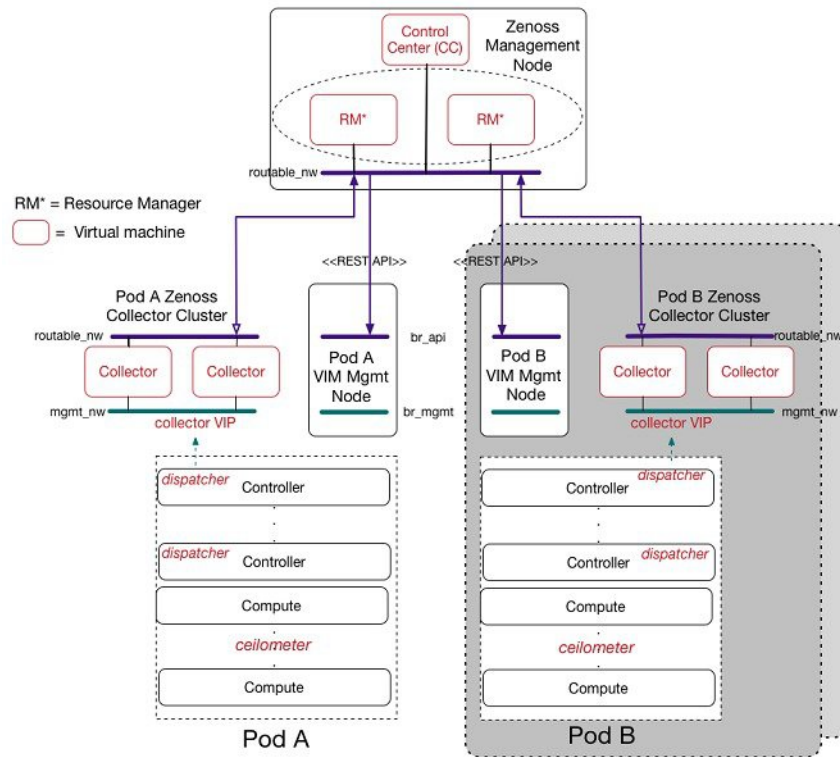 Control
Center (CC)
Zenoss
Management
Node
RM*
RM*
routable_nw
RM* = Resource Manager
= Virtual machine
<<REST API>>
<<REST API>>
Pod A Zenoss
Collector Cluster
routable_nw
Collector
Collector
mgmt_nw
collector VIP
br_api
Pod A
VIM Mgmt
Node
br_mgmt
Pod B
VIM Mgmt
Node
Pod B Zenoss
Collector Cluster
routable_nw
Collector
Collector
mgmt_nw
collector VIP
dispatcher
Controller
dispatcher
Controller
Compute
ceilometer
Compute
Pod A
dispatcher
Controller
dispatcher
Controller
Compute
ceilometer
Compute
Pod B